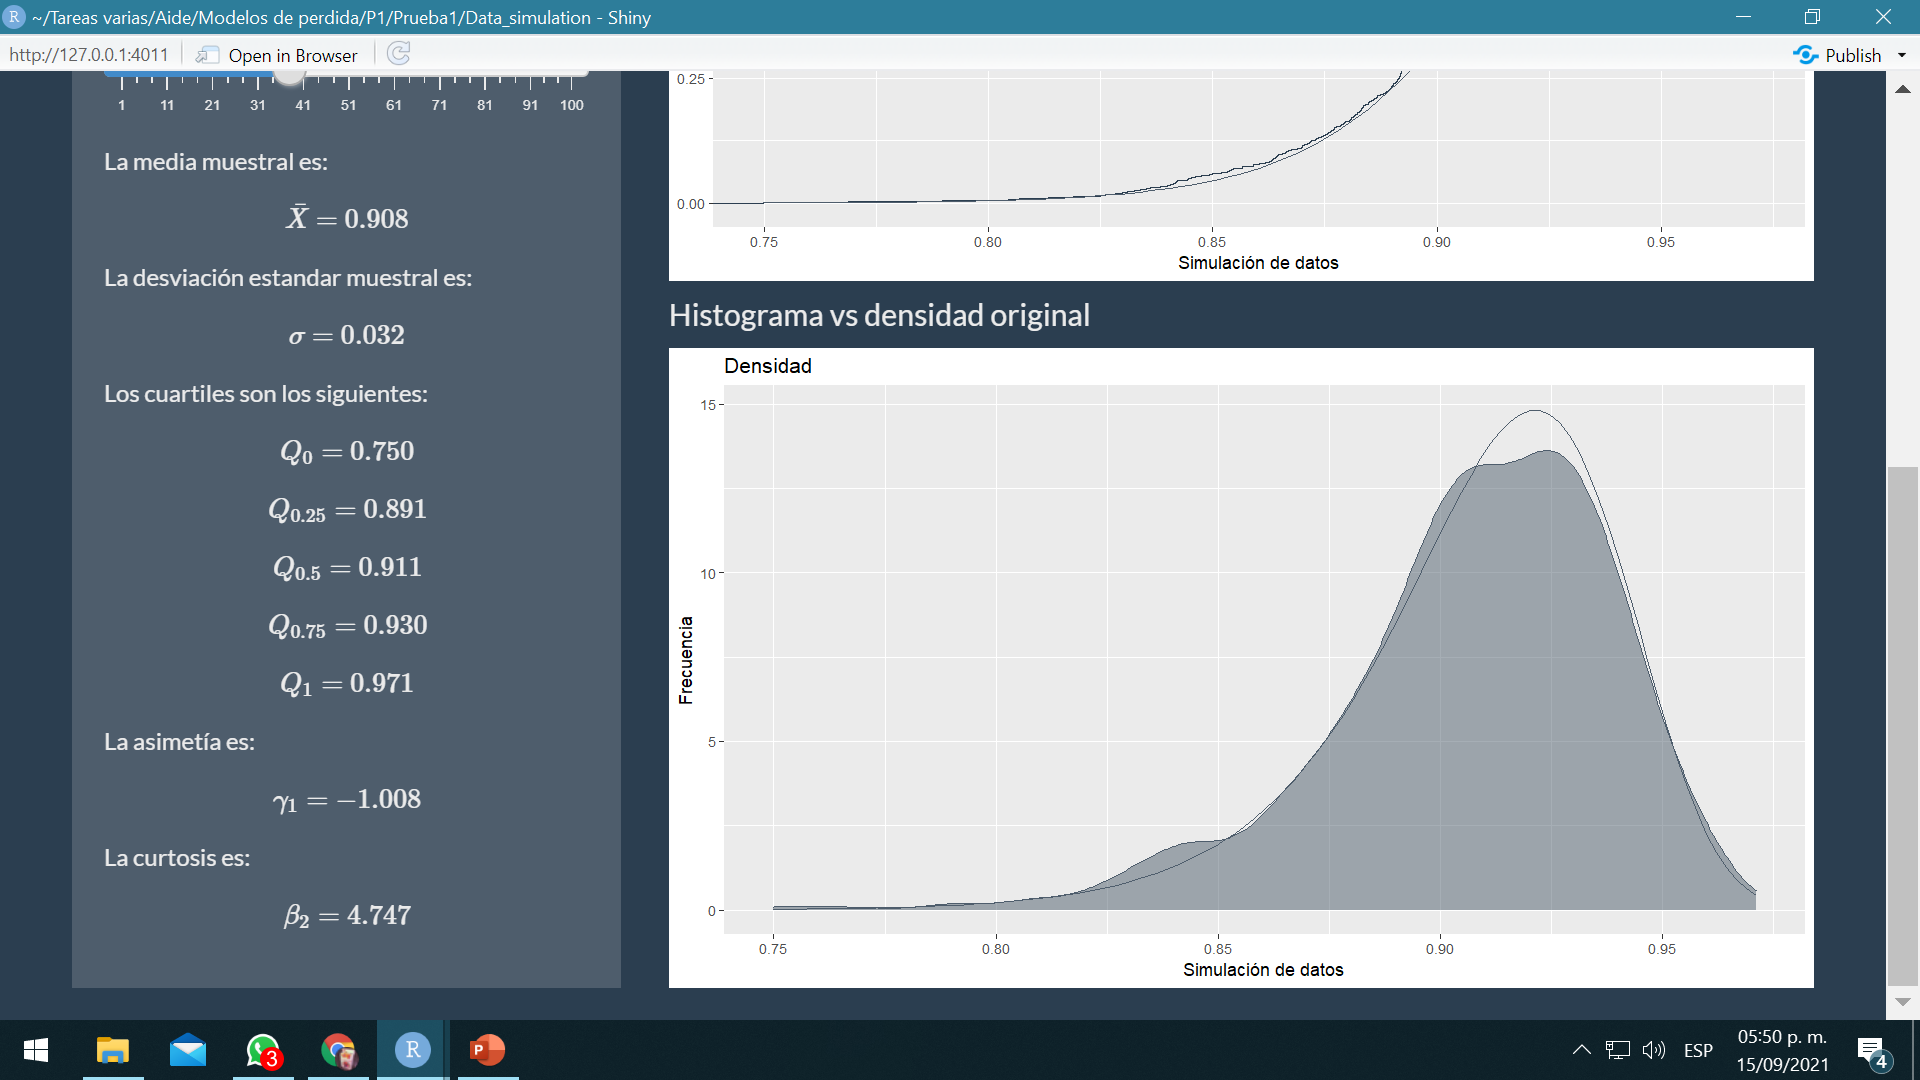 ~/Tareas varias/Aide/Modelos de perdida/P1/Prueba1/Data_simulation - Shiny
http://127.0.0.1:4011 Open in Browser Publish
1 11 21 31 41 51 61 71 81 91 100
La media muestral es:
X̄ = 0.908
La desviación estandar muestral es:
σ = 0.032
Los cuartiles son los siguientes:
Q₀ = 0.750
Q₀.₂₅ = 0.891
Q₀.₅ = 0.911
Q₀.₇₅ = 0.930
Q₁ = 0.971
La asimetía es:
γ₁ = −1.008
La curtosis es:
β₂ = 4.747
0.25
0.00
0.75 0.80 0.85 0.90 0.95
Simulación de datos
Histograma vs densidad original
Densidad
15
10
5
0
Frecuencia
0.75 0.80 0.85 0.90 0.95
Simulación de datos
3
R
P
ESP
05:50 p. m.
15/09/2021
4